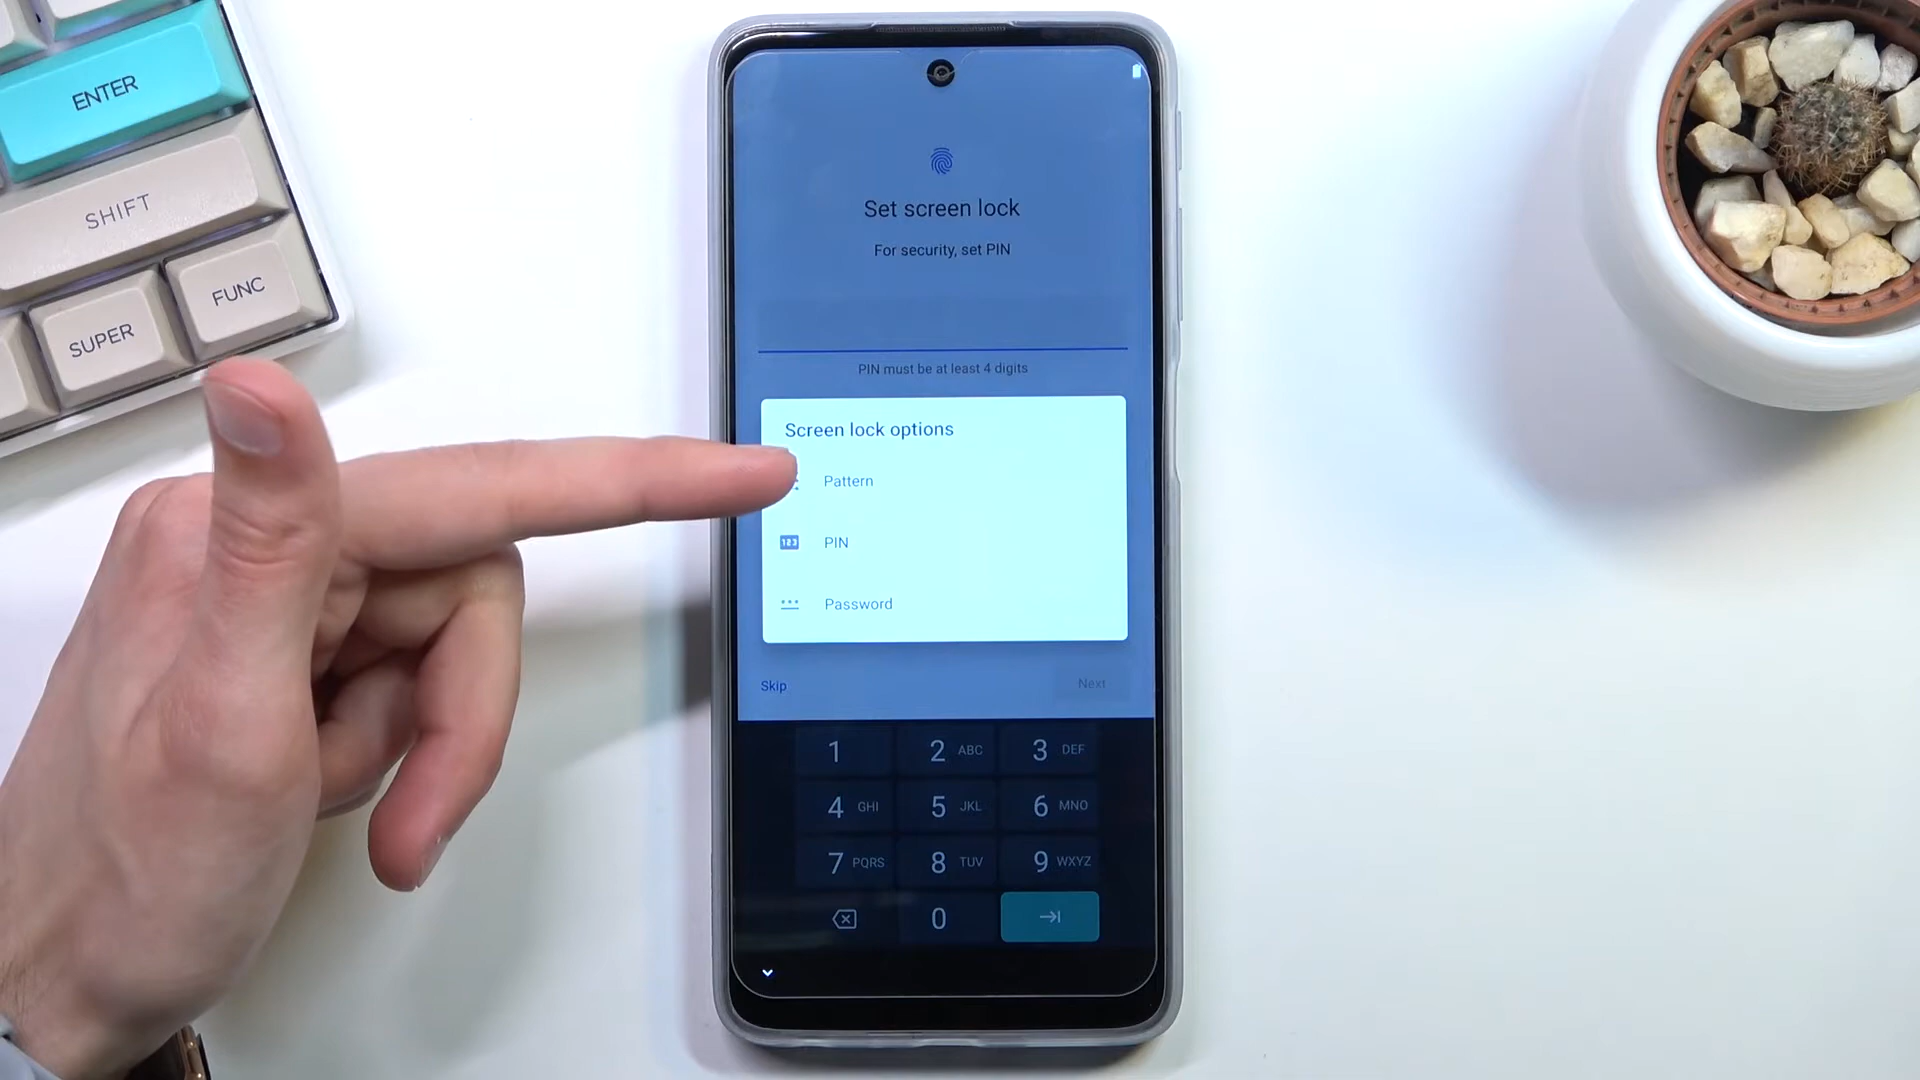 ENTER
SHIFT
FUNC
SUPER
Set screen lock
For security, set PIN
PIN must be at least 4 digits
Screen lock options
Pattern
123 PIN
Password
Skip
Next
1 2 ABC 3 DEF
4 GHI 5 JKL 6 MNO
7 PQRS 8 TUV 9 WXYZ
0